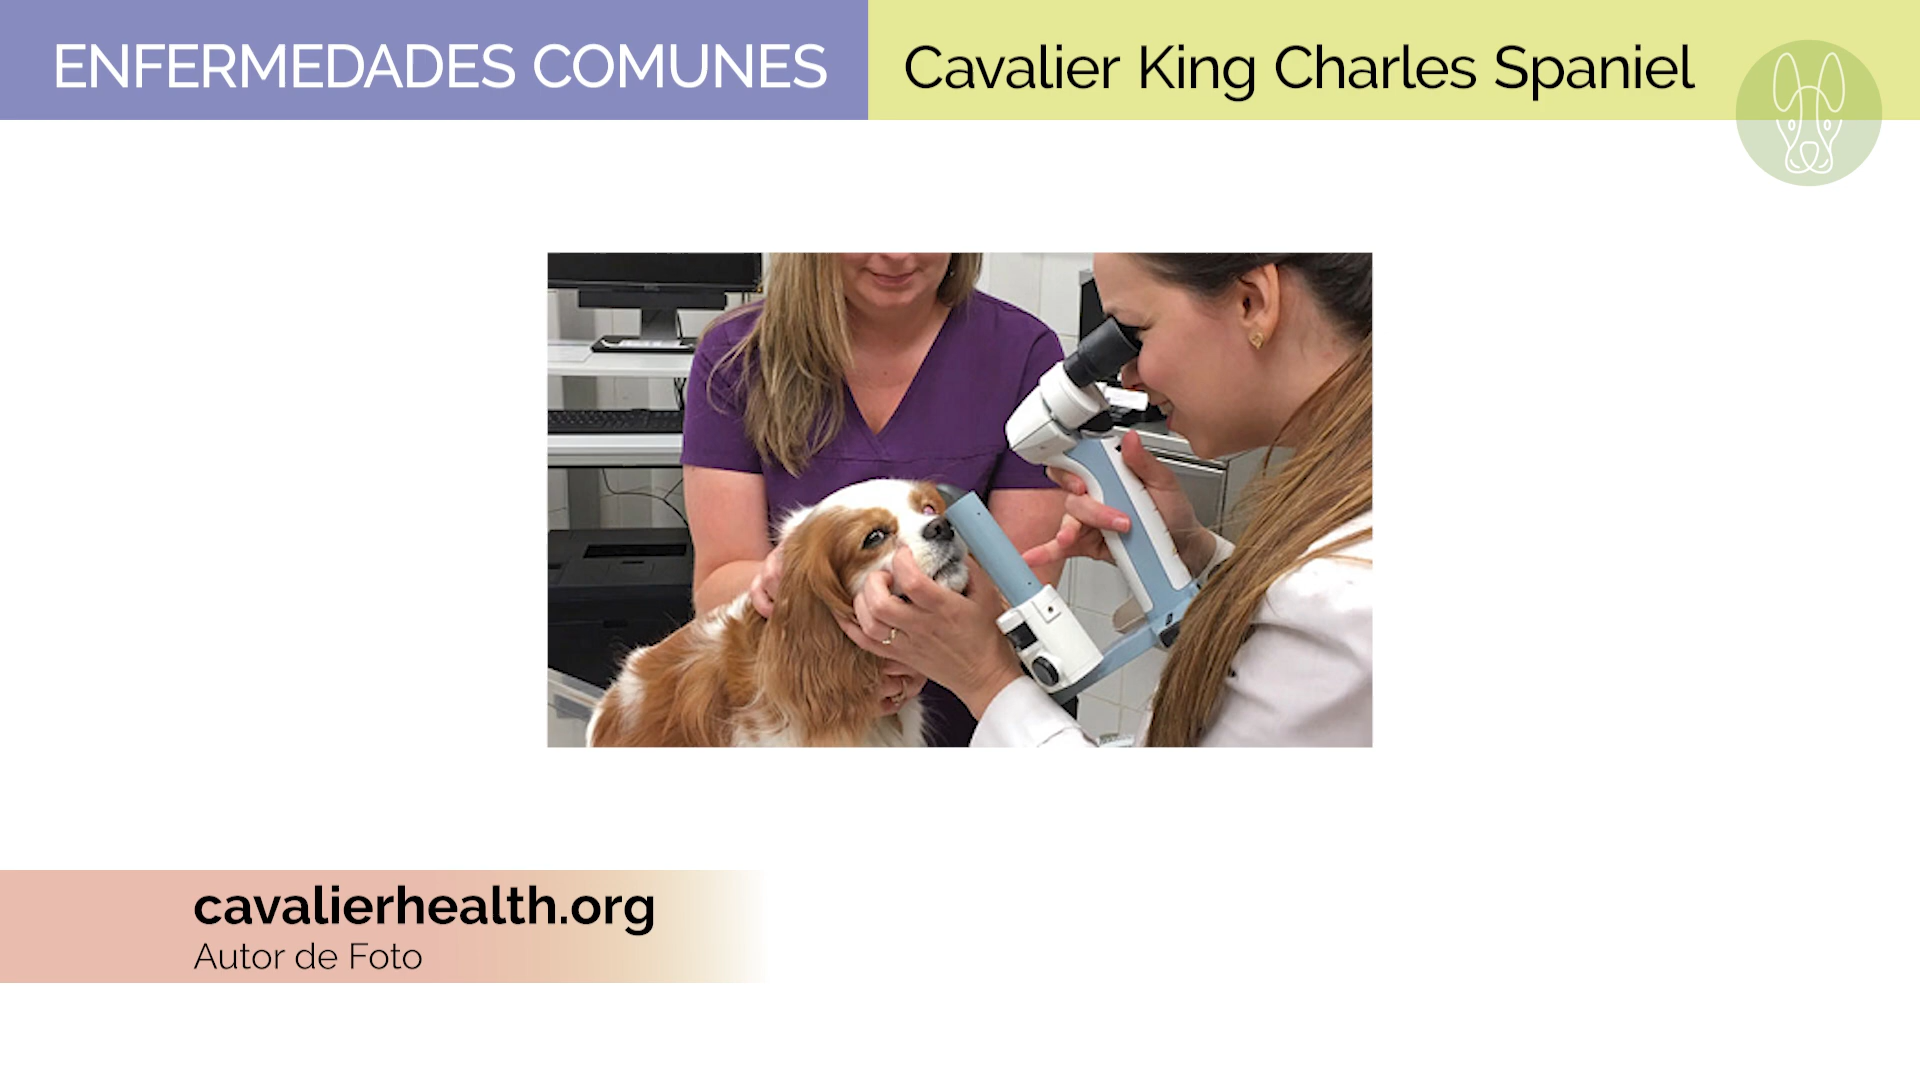 ENFERMEDADES COMUNES
Cavalier King Charles Spaniel
cavalierhealth.org
Autor de Foto